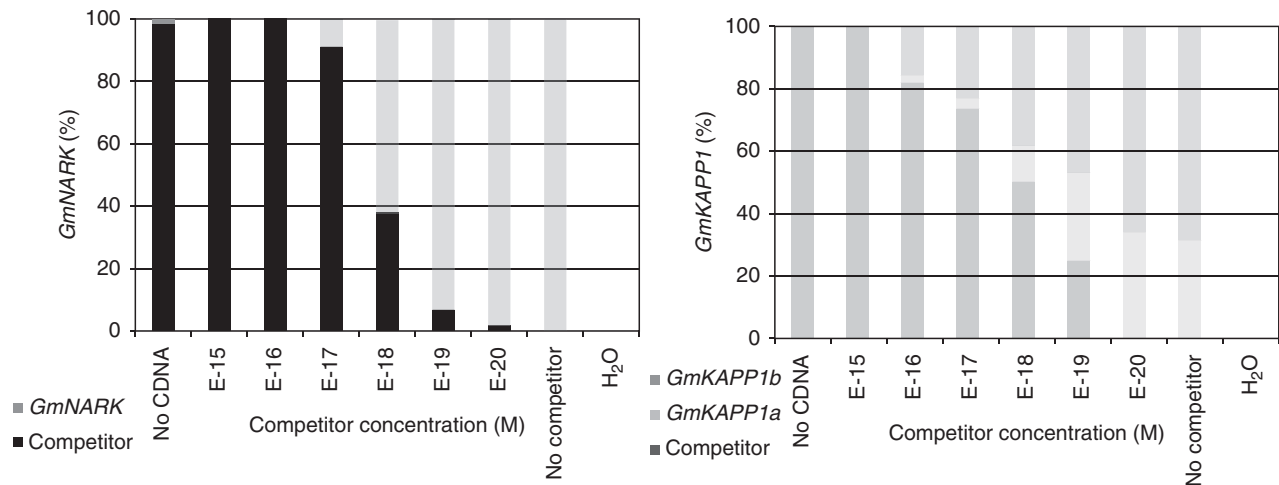 100
80
60
40
20
0
GmNARK (%)
No CDNA
E-15
E-16
E-17
E-18
E-19
E-20
No competitor
H₂O
Competitor concentration (M)
GmNARK
Competitor
100
80
60
40
20
0
GmKAPP1 (%)
No CDNA
E-15
E-16
E-17
E-18
E-19
E-20
No competitor
H₂O
Competitor concentration (M)
GmKAPP1b
GmKAPP1a
Competitor